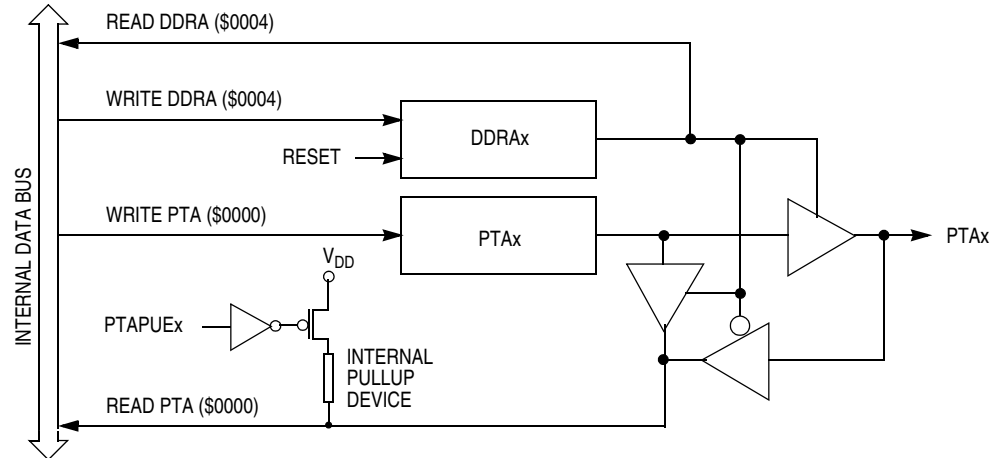 READ DDRA ($0004)
WRITE DDRA ($0004)
DDRAx
RESET
INTERNAL DATA BUS
WRITE PTA ($0000)
PTAx
PTAx
VDD
PTAPUEx
INTERNAL
PULLUP
DEVICE
READ PTA ($0000)